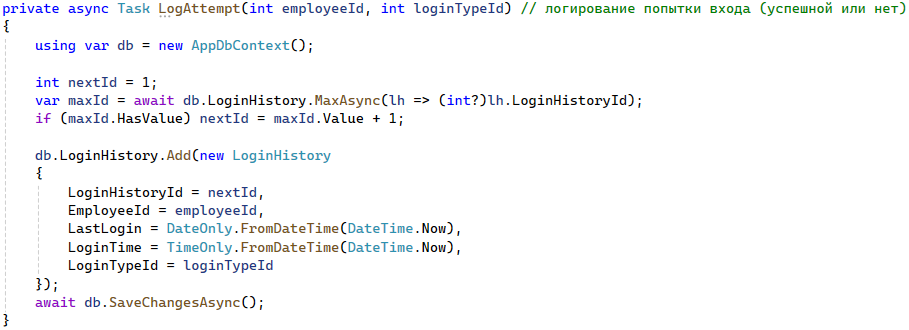 private async Task LogAttempt(int employeeId, int loginTypeId) // логирование попытки входа (успешной или нет)
{
    using var db = new AppDbContext();

    int nextId = 1;
    var maxId = await db.LoginHistory.MaxAsync(lh => (int?)lh.LoginHistoryId);
    if (maxId.HasValue) nextId = maxId.Value + 1;

    db.LoginHistory.Add(new LoginHistory
    {
        LoginHistoryId = nextId,
        EmployeeId = employeeId,
        LastLogin = DateOnly.FromDateTime(DateTime.Now),
        LoginTime = TimeOnly.FromDateTime(DateTime.Now),
        LoginTypeId = loginTypeId
    });
    await db.SaveChangesAsync();
}